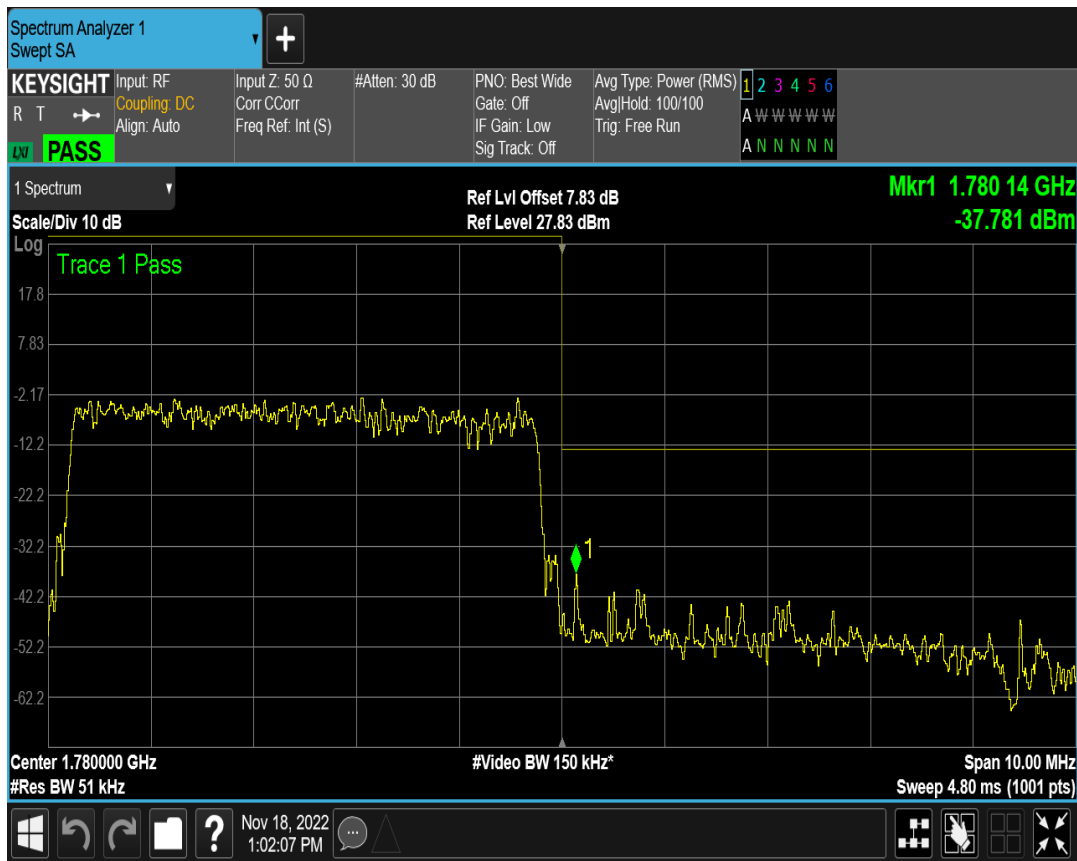 Spectrum Analyzer 1
Swept SA
+
KEYSIGHT
R T
LXI PASS
Input: RF
Coupling: DC
Align: Auto
Input Z: 50 Ω
Corr CCorr
Freq Ref: Int (S)
#Atten: 30 dB
PNO: Best Wide
Gate: Off
IF Gain: Low
Sig Track: Off
Avg Type: Power (RMS)
Avg|Hold: 100/100
Trig: Free Run
1 2 3 4 5 6
A W W W W W
A N N N N N
1 Spectrum
Scale/Div 10 dB
Ref Lvl Offset 7.83 dB
Ref Level 27.83 dBm
Mkr1 1.780 14 GHz
-37.781 dBm
Log
Trace 1 Pass
17.8
7.83
-2.17
-12.2
-22.2
-32.2
-42.2
-52.2
-62.2
1
Center 1.780000 GHz
#Res BW 51 kHz
#Video BW 150 kHz*
Span 10.00 MHz
Sweep 4.80 ms (1001 pts)
?
Nov 18, 2022
1:02:07 PM